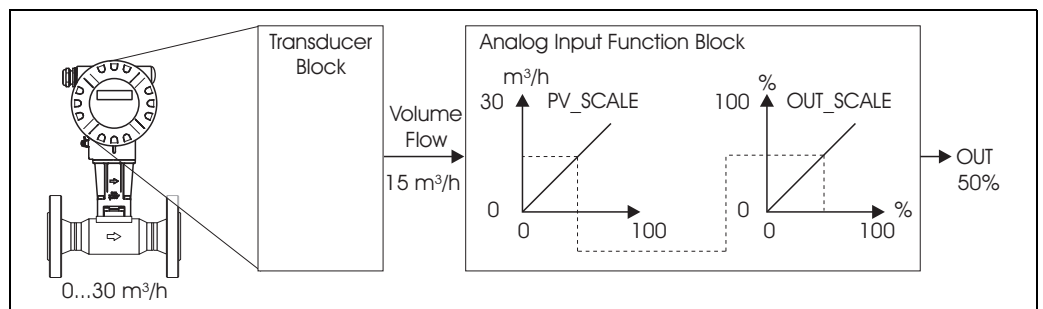 Transducer
Block
Analog Input Function Block
Volume
Flow
15 m³/h
m³/h
30
PV_SCALE
0
0
100
%
100
OUT_SCALE
0
0
100
%
OUT
50%
0...30 m³/h